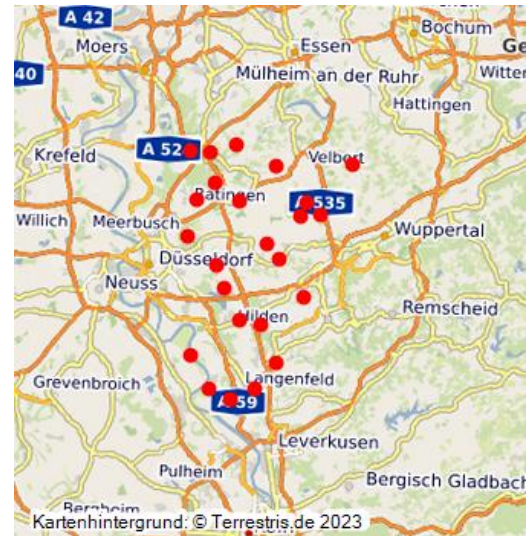 A 42
Bochum
Moers
Essen
Ge
40
Mülheim an der Ruhr
Witter
Hattingen
A 52
Krefeld
Velbert
Ratingen
A 535
Willich
Meerbusch
Wuppertal
Düsseldorf
Neuss
Hilden
Remscheid
Grevenbroich
Langenfeld
A 59
Leverkusen
Pulheim
Bergisch Gladbach
Bergheim
Kartenhintergrund: © Terrestris.de 2023